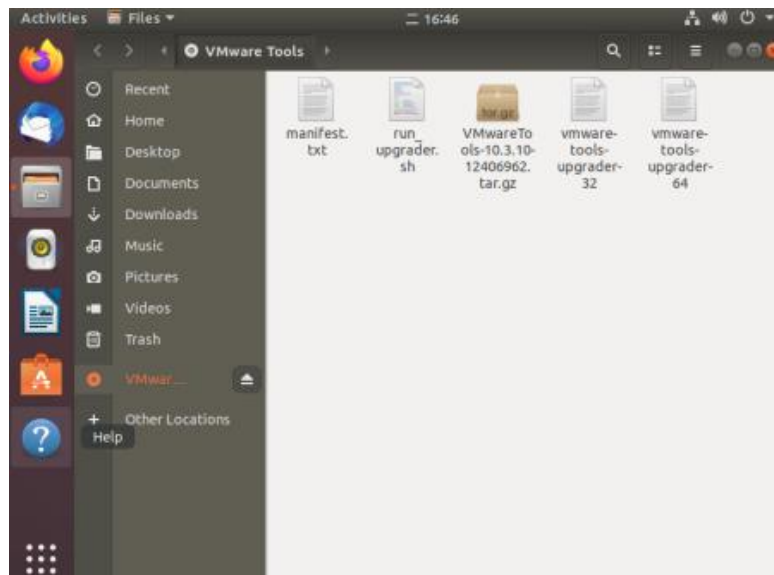 Activities
Files
二 16:46
VMware Tools
Recent
Home
Desktop
Documents
Downloads
Music
Pictures
Videos
Trash
VMwar...
Other Locations
Help
manifest.
txt
run_
upgrader.
sh
tar.gz
VMwareTo
ols-10.3.10-
12406962.
tar.gz
vmware-
tools-
upgrader-
32
vmware-
tools-
upgrader-
64